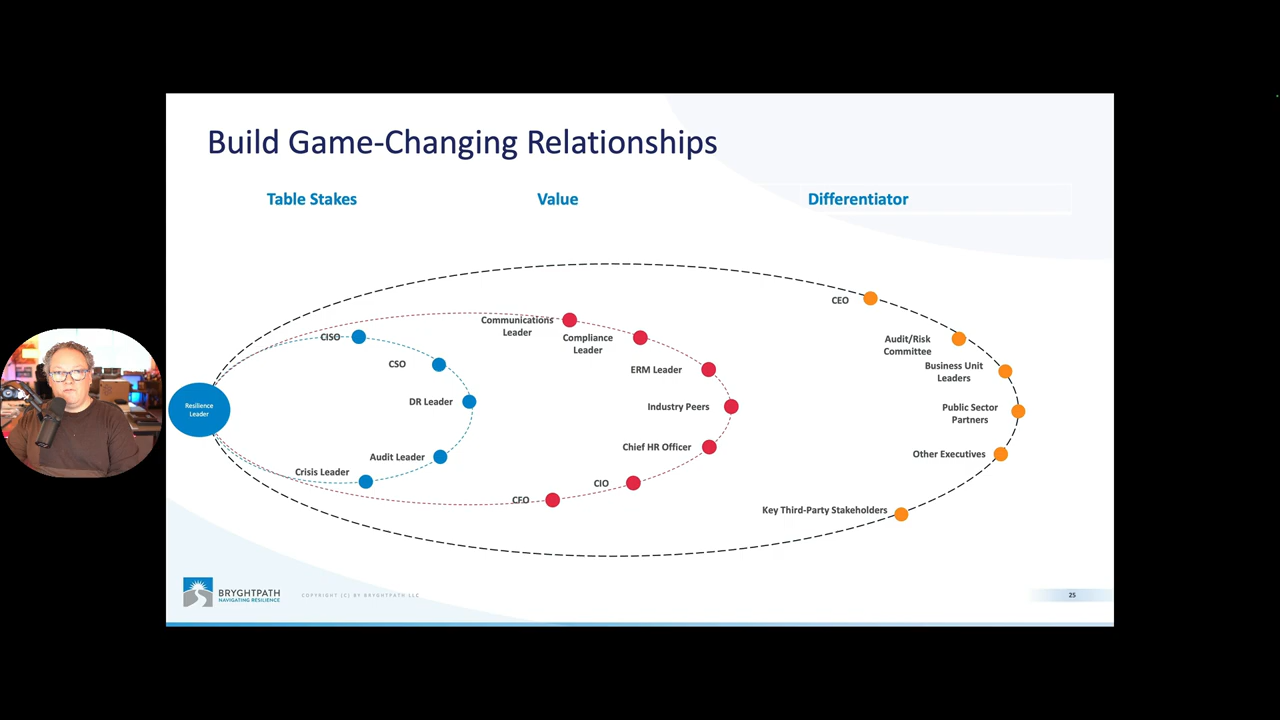 Build Game-Changing Relationships
Table Stakes
Value
Differentiator
Resilience
Leader
CISO
CSO
DR Leader
Audit Leader
Crisis Leader
Communications
Leader
Compliance
Leader
ERM Leader
Industry Peers
Chief HR Officer
CIO
CFO
CEO
Audit/Risk
Committee
Business Unit
Leaders
Public Sector
Partners
Other Executives
Key Third-Party Stakeholders
BRYGHTPATH
NAVIGATING RESILIENCE
COPYRIGHT (C) BY BRYGHTPATH LLC
25